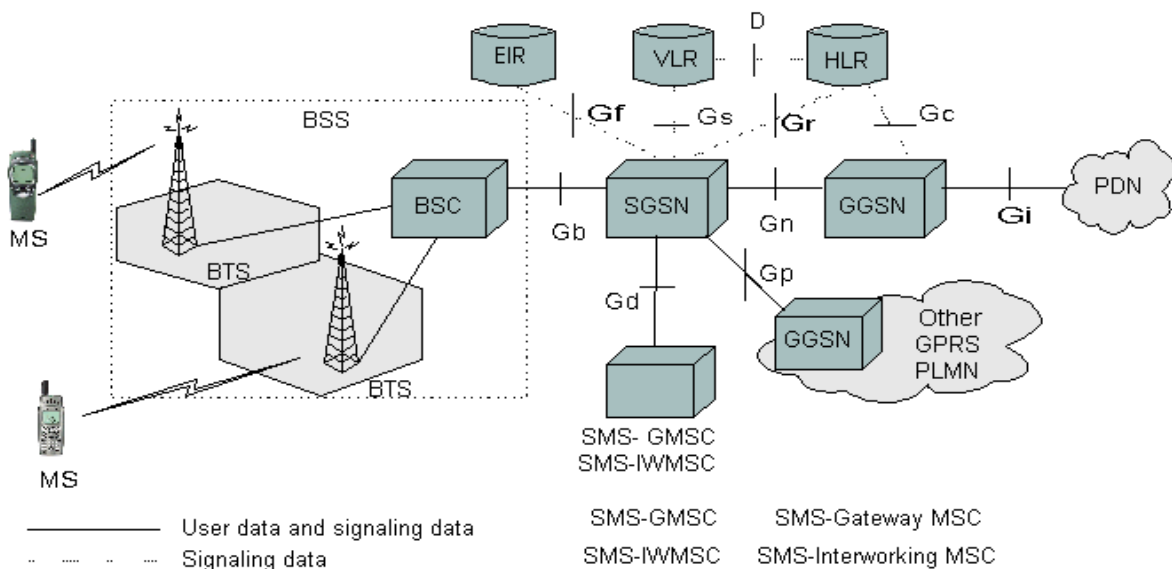 D
EIR
VLR
HLR
BSS
Gf
Gs
Gr
Gc
MS
BSC
SGSN
GGSN
PDN
Gb
Gn
Gi
BTS
Gd
Gp
GGSN
Other
GPRS
PLMN
BTS
MS
SMS- GMSC
SMS-IWMSC
User data and signaling data
Signaling data
SMS-GMSC SMS-Gateway MSC
SMS-IWMSC SMS-Interworking MSC